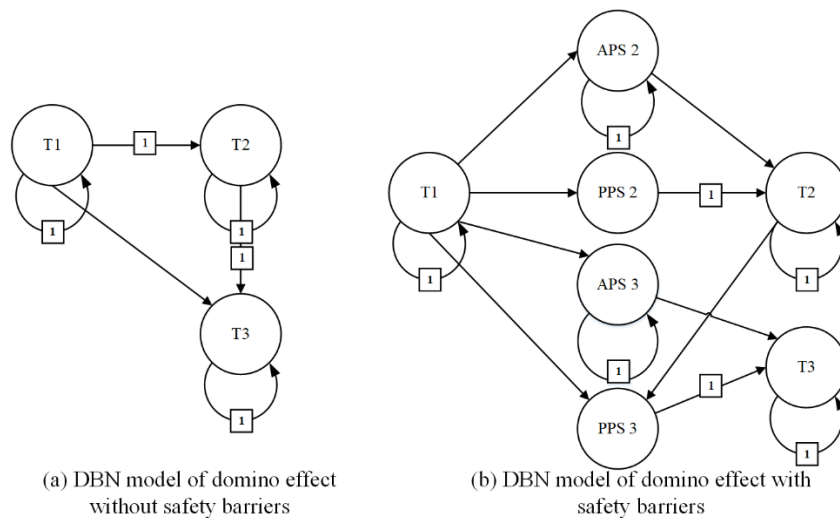 APS 2
1
T1
1
T2
1
1
1
T1
1
PPS 2
1
T2
1
APS 3
1
T3
1
1
T3
1
PPS 3
1
(a) DBN model of domino effect
without safety barriers
(b) DBN model of domino effect with
safety barriers